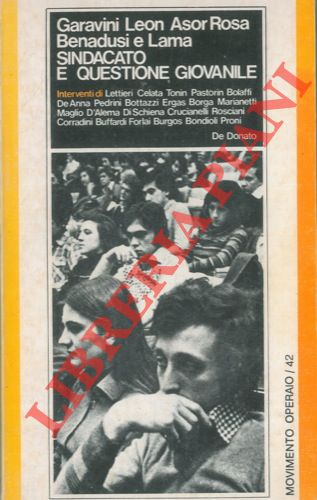 Garavini Leon Asor Rosa
Benadusi e Lama
SINDACATO
E QUESTIONE GIOVANILE
Interventi di Lettieri Celata Tonin Pastorin Bolaffi
De Anna Pedrini Bottazzi Ergas Borga Marianetti
Maglio D'Alema Di Schiena Crucianelli Rosciani
Corradini Buffardi Forlai Burgos Bondioli Proni
De Donato
LIBRERIA PIANI
MOVIMENTO OPERAIO / 42